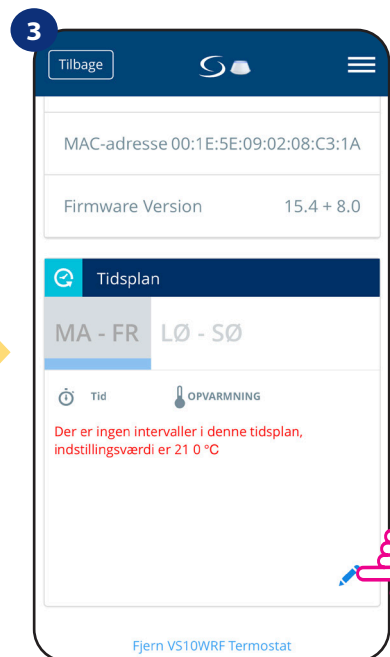 3
Tilbage
MAC-adresse 00:1E:5E:09:02:08:C3:1A
Firmware Version 15.4 + 8.0
Tidsplan
MA - FR LØ - SØ
Tid OPVARMNING
Der er ingen intervaller i denne tidsplan,
indstillingsværdi er 21 0 °C
Fjern VS10WRF Termostat